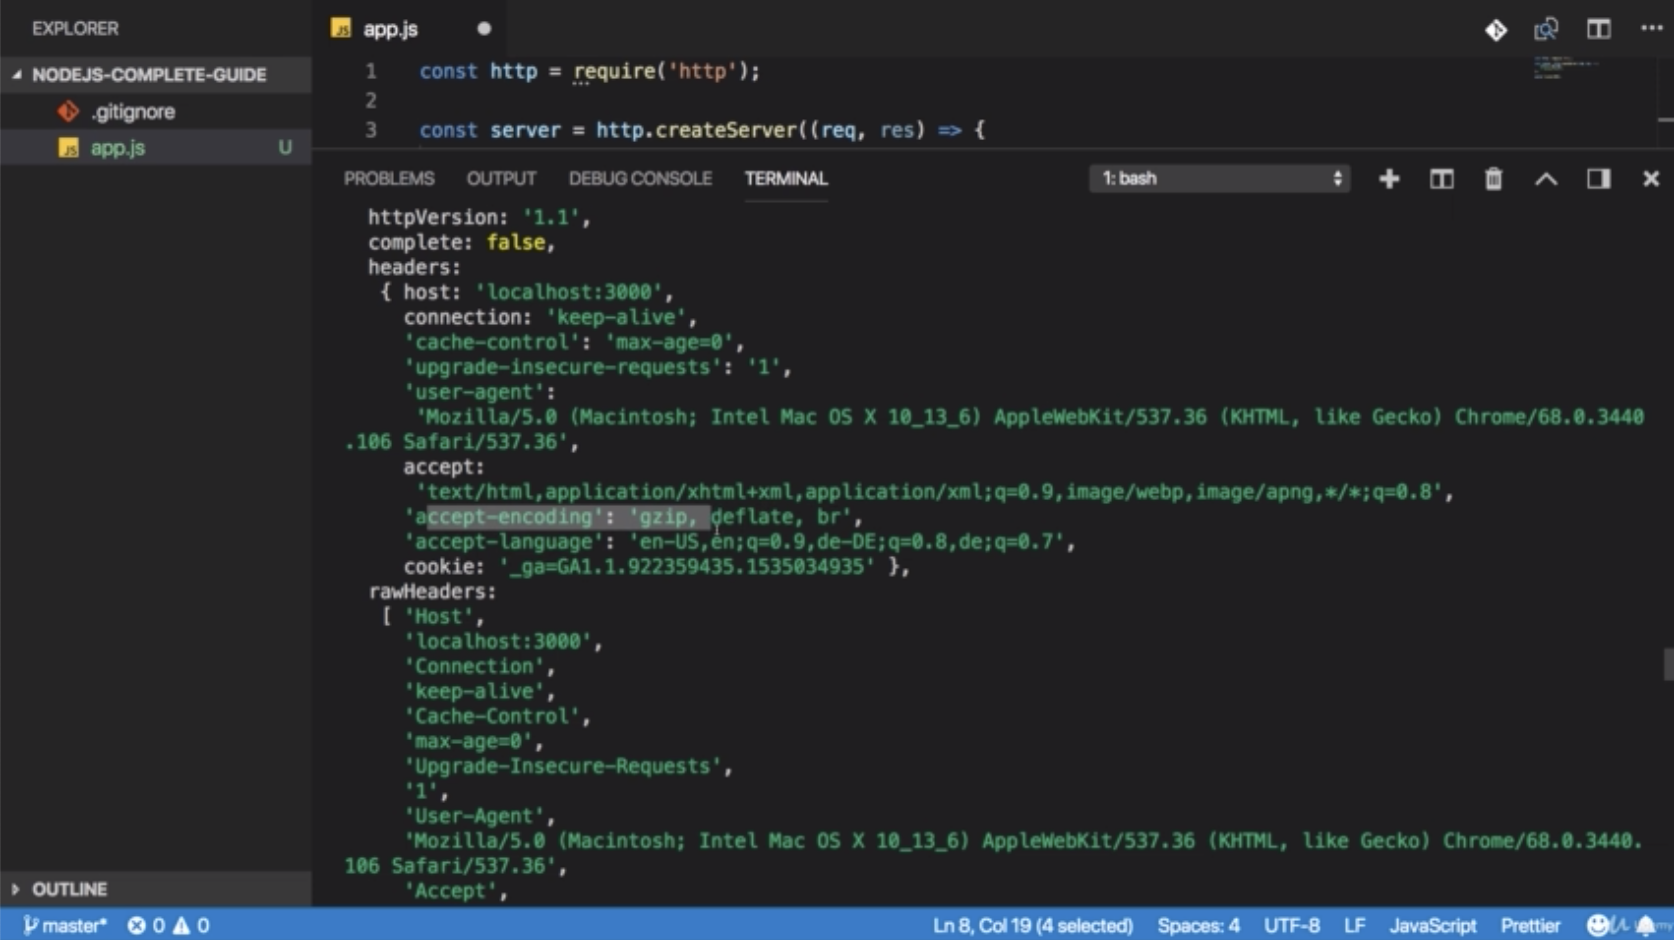 EXPLORER
app.js
NODEJS-COMPLETE-GUIDE
.gitignore
app.js U
1 const http = require('http');
2
3 const server = http.createServer((req, res) => {
PROBLEMS OUTPUT DEBUG CONSOLE TERMINAL 1: bash
httpVersion: '1.1',
complete: false,
headers:
{ host: 'localhost:3000',
connection: 'keep-alive',
'cache-control': 'max-age=0',
'upgrade-insecure-requests': '1',
'user-agent':
'Mozilla/5.0 (Macintosh; Intel Mac OS X 10_13_6) AppleWebKit/537.36 (KHTML, like Gecko) Chrome/68.0.3440
.106 Safari/537.36',
accept:
'text/html,application/xhtml+xml,application/xml;q=0.9,image/webp,image/apng,*/*;q=0.8',
'accept-encoding': 'gzip, deflate, br',
'accept-language': 'en-US,en;q=0.9,de-DE;q=0.8,de;q=0.7',
cookie: '_ga=GA1.1.922359435.1535034935' },
rawHeaders:
[ 'Host',
'localhost:3000',
'Connection',
'keep-alive',
'Cache-Control',
'max-age=0',
'Upgrade-Insecure-Requests',
'1',
'User-Agent',
'Mozilla/5.0 (Macintosh; Intel Mac OS X 10_13_6) AppleWebKit/537.36 (KHTML, like Gecko) Chrome/68.0.3440.
106 Safari/537.36',
'Accept',
OUTLINE
master* 0 0 Ln 8, Col 19 (4 selected) Spaces: 4 UTF-8 LF JavaScript Prettier